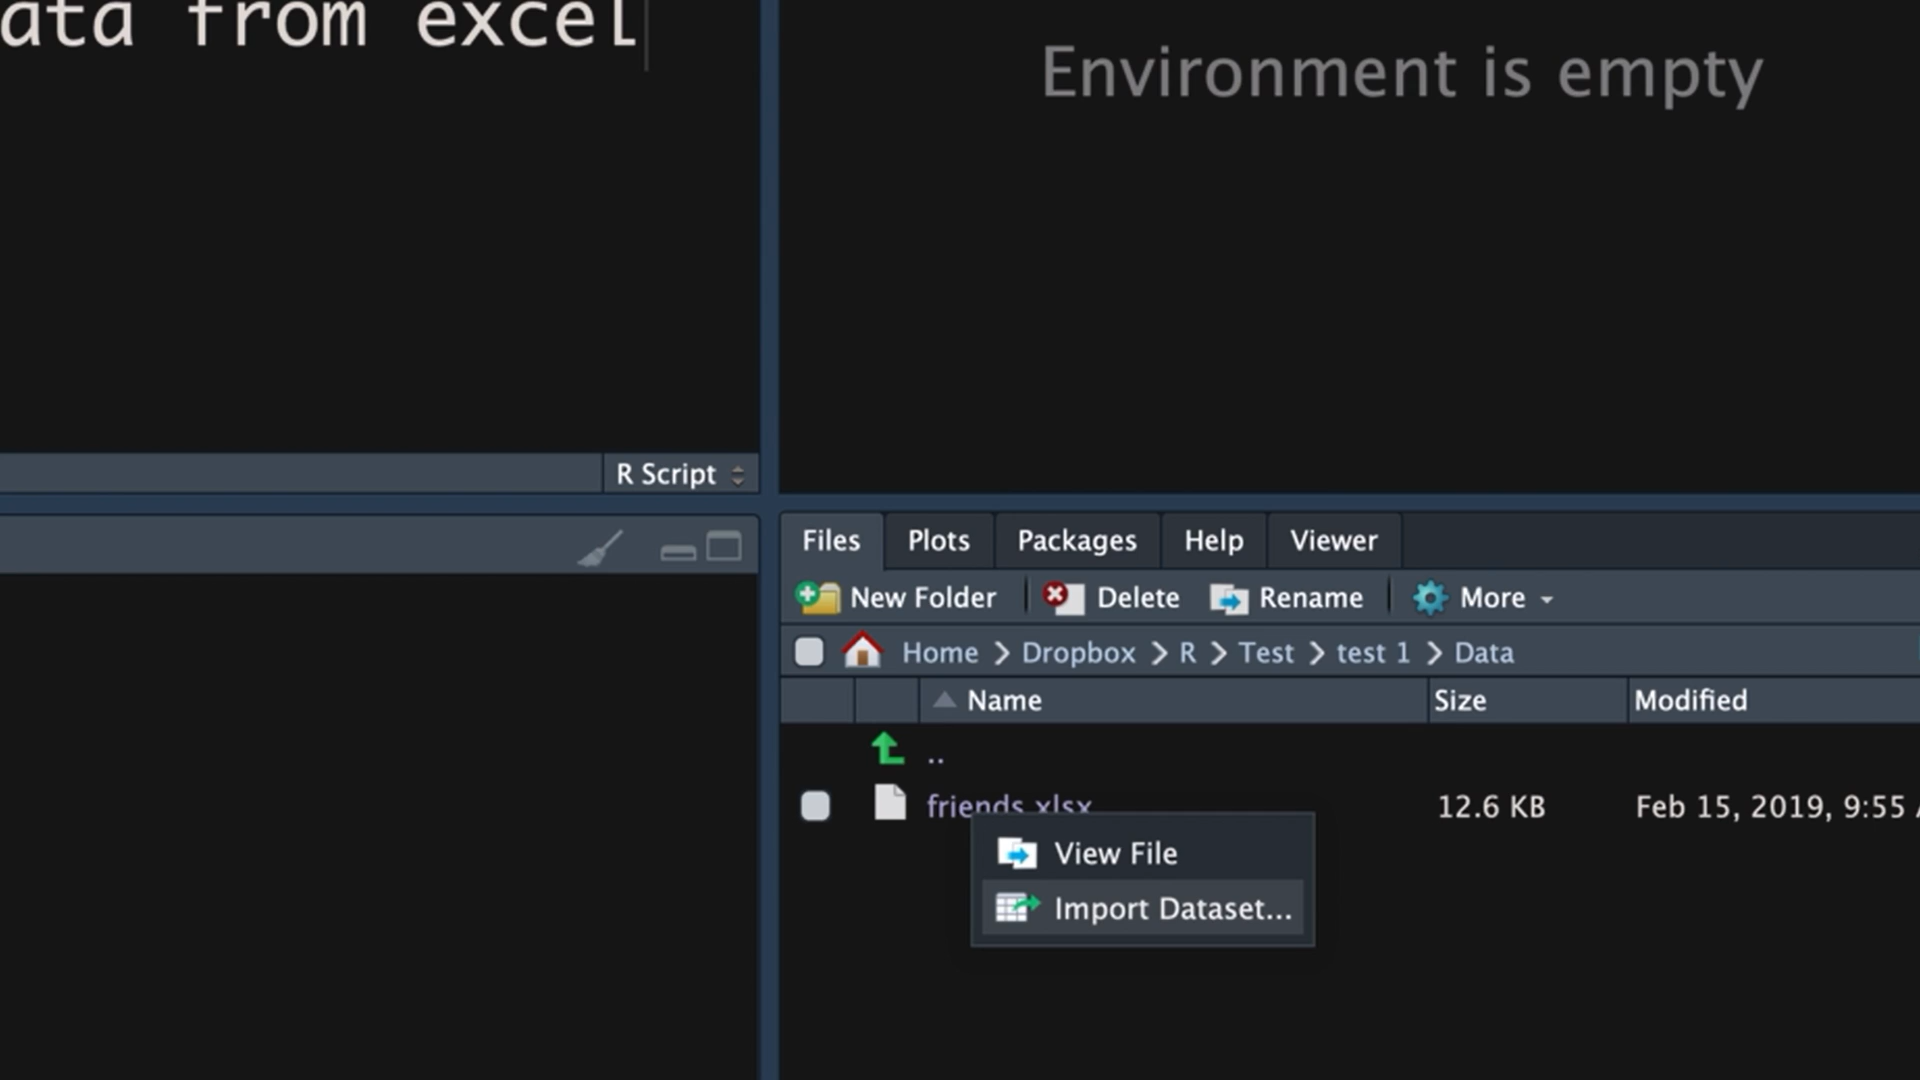 ata from excel
Environment is empty
R Script
Files Plots Packages Help Viewer
New Folder Delete Rename More
Home Dropbox R Test test 1 Data
Name Size Modified
..
friends.xlsx 12.6 KB Feb 15, 2019, 9:55
View File
Import Dataset...